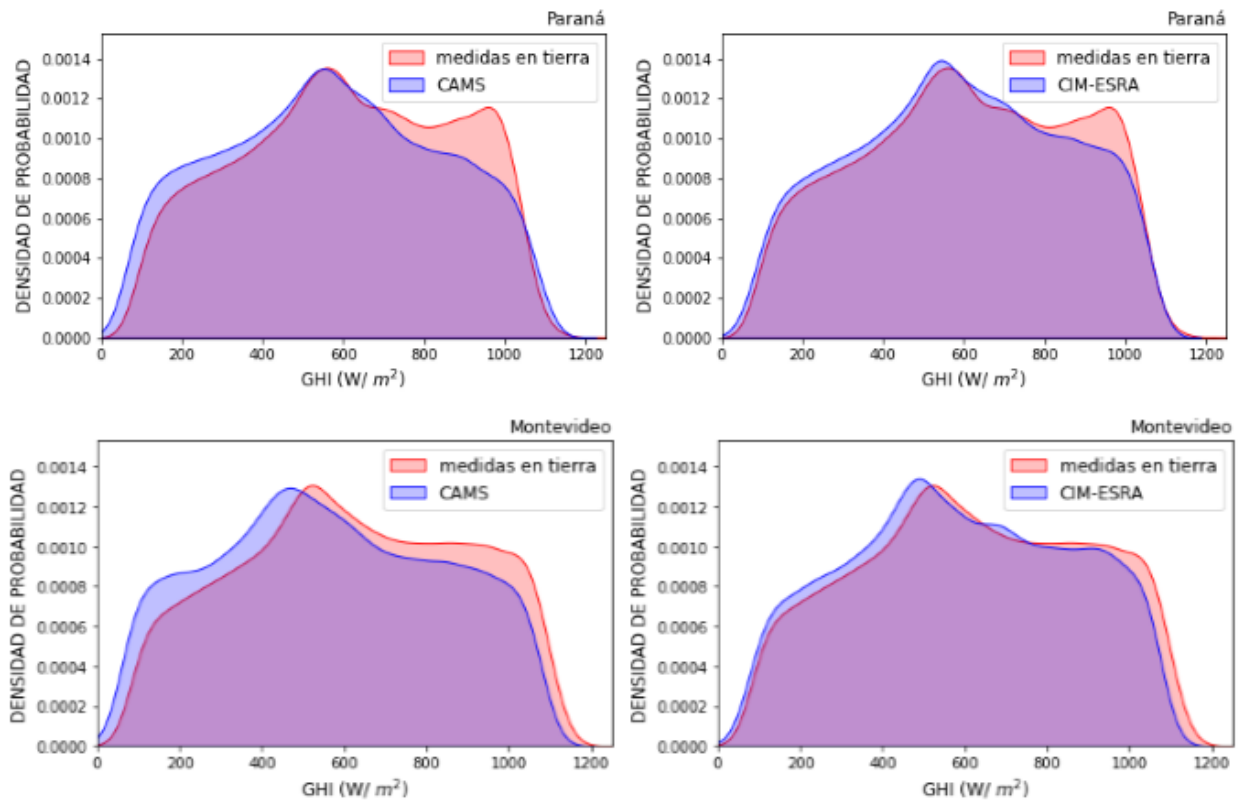 Paraná
medidas en tierra
CAMS
DENSIDAD DE PROBABILIDAD
0.0014
0.0012
0.0010
0.0008
0.0006
0.0004
0.0002
0.0000
0 200 400 600 800 1000 1200
GHI (W/ m²)
Paraná
medidas en tierra
CIM-ESRA
DENSIDAD DE PROBABILIDAD
0.0014
0.0012
0.0010
0.0008
0.0006
0.0004
0.0002
0.0000
0 200 400 600 800 1000 1200
GHI (W/ m²)
Montevideo
medidas en tierra
CAMS
DENSIDAD DE PROBABILIDAD
0.0014
0.0012
0.0010
0.0008
0.0006
0.0004
0.0002
0.0000
0 200 400 600 800 1000 1200
GHI (W/ m²)
Montevideo
medidas en tierra
CIM-ESRA
DENSIDAD DE PROBABILIDAD
0.0014
0.0012
0.0010
0.0008
0.0006
0.0004
0.0002
0.0000
0 200 400 600 800 1000 1200
GHI (W/ m²)